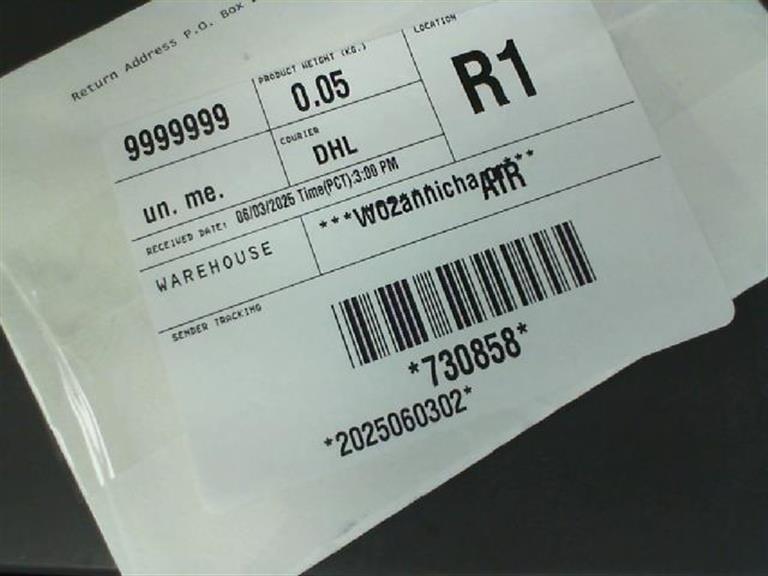 Return Address P.O. Box
9999999
PRODUCT WEIGHT (KG.)
0.05
LOCATION
R1
un. me.
COURIER
DHL
RECEIVED DATE: 06/03/2025 Time(PCT):3:00 PM
WAREHOUSE
AIR
SENDER TRACKING
*730858*
*2025060302*